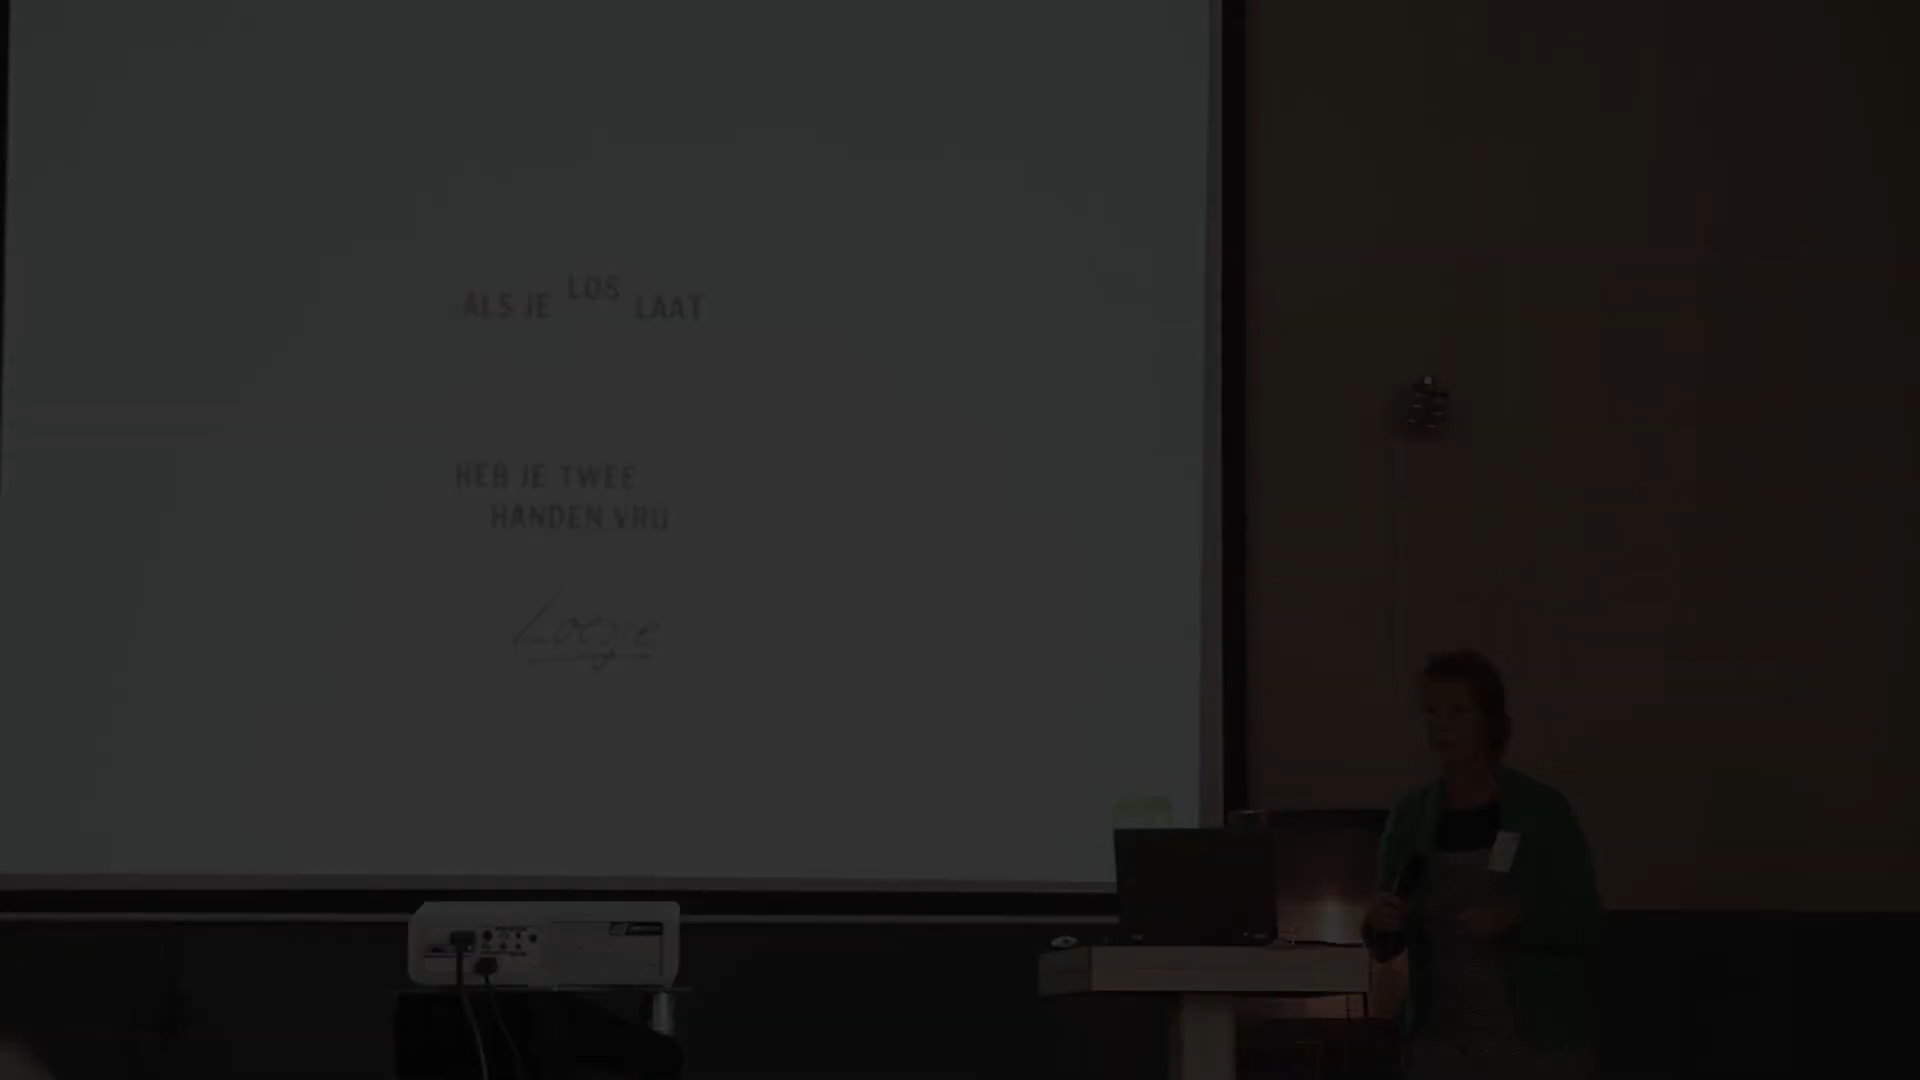 ALS JE LOS LAAT
HEB JE TWEE
HANDEN VRIJ
Loesje